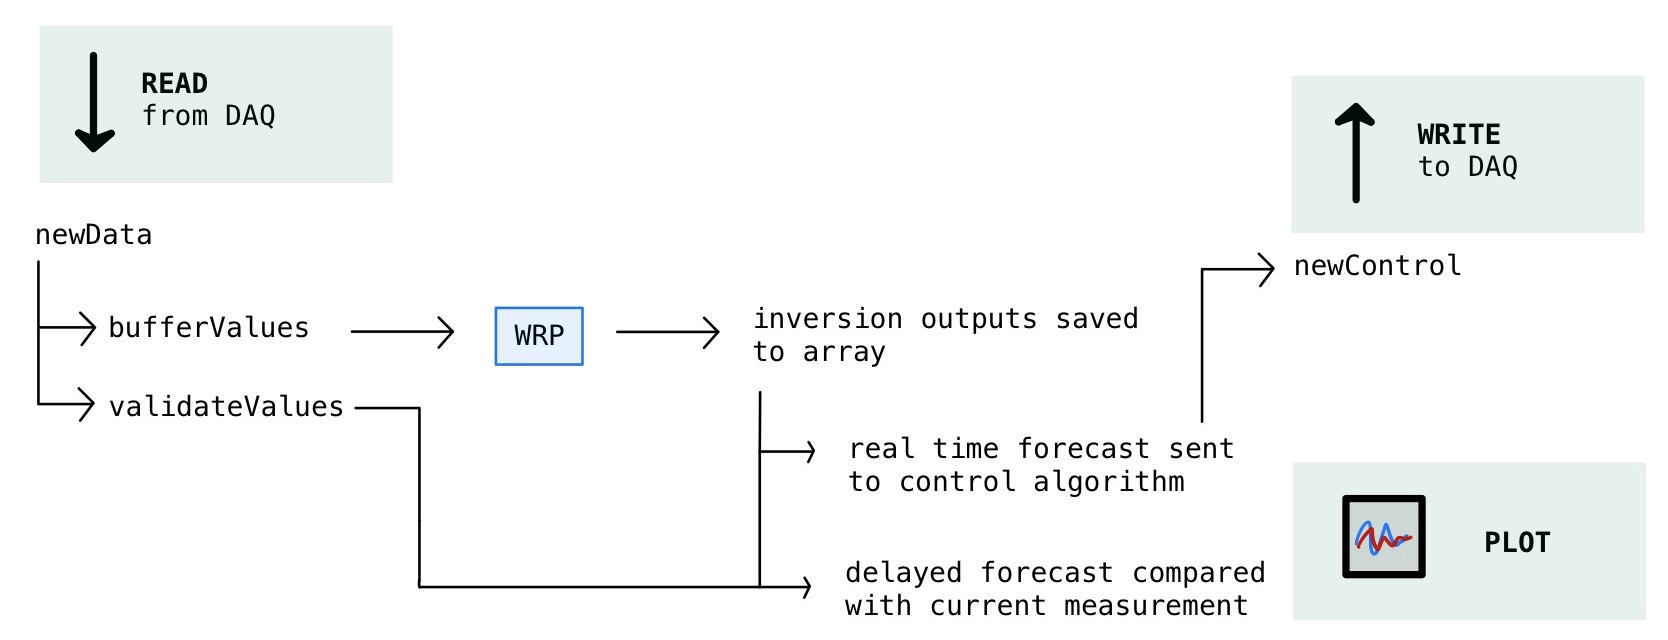 READ
from DAQ
WRITE
to DAQ
newData
newControl
bufferValues
WRP
inversion outputs saved
to array
validateValues
real time forecast sent
to control algorithm
PLOT
delayed forecast compared
with current measurement